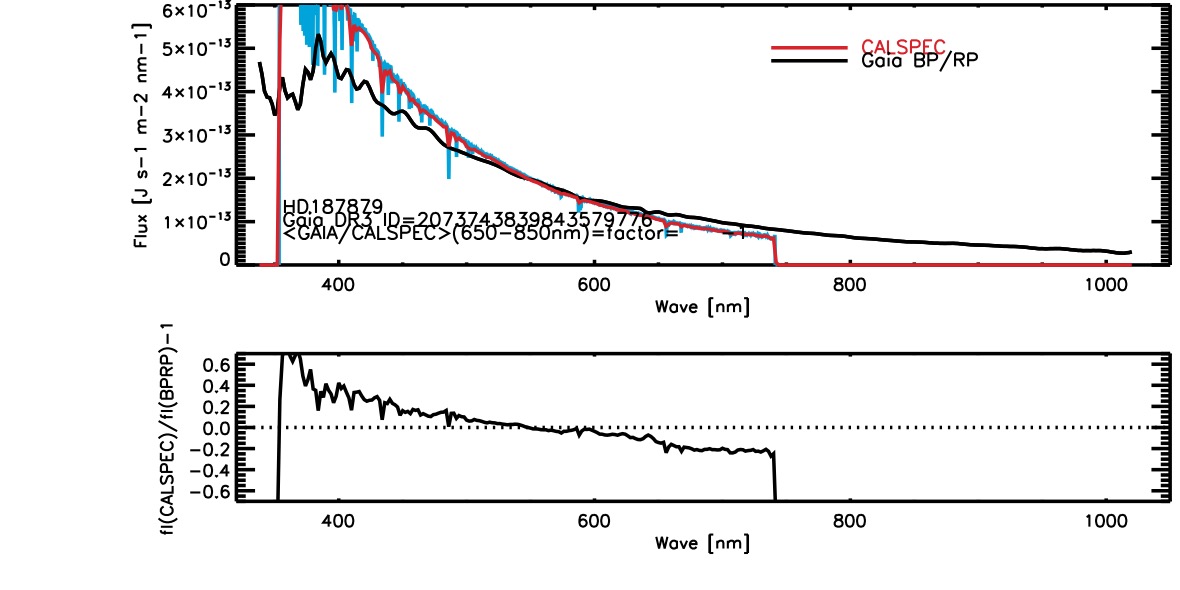 6×10−13
5×10−13
4×10−13
3×10−13
2×10−13
1×10−13
0
Flux [J s−1 m−2 nm−1]
CALSPEC
Gaia BP/RP
HD187879
Gaia DR3 ID=2073743839843579776
<GAIA/CALSPEC>(650−850nm)=factor= −1
400 600 800 1000
Wave [nm]
fl(CALSPEC)/fl(BPRP)−1
0.6
0.4
0.2
0.0
−0.2
−0.4
−0.6
400 600 800 1000
Wave [nm]